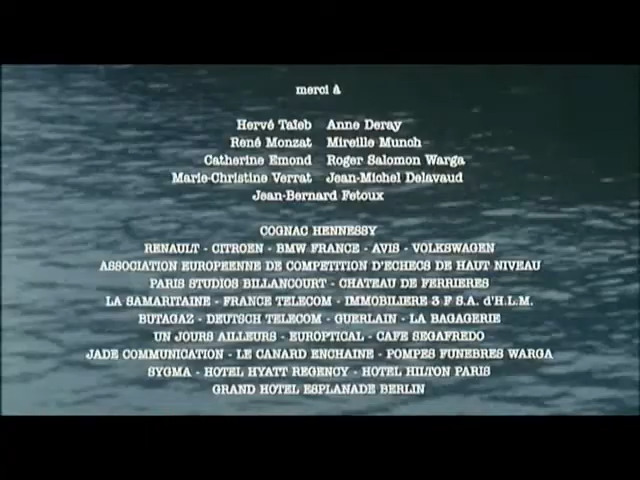 merci à
Hervé Taïeb Anne Deray
René Monzat Mireille Munch
Catherine Emond Roger Salomon Warga
Marie-Christine Verrat Jean-Michel Delavaud
Jean-Bernard Fetoux
COGNAC HENNESSY
RENAULT - CITROEN - BMW FRANCE - AVIS - VOLKSWAGEN
ASSOCIATION EUROPEENNE DE COMPETITION D'ECHECS DE HAUT NIVEAU
PARIS STUDIOS BILLANCOURT - CHATEAU DE FERRIERES
LA SAMARITAINE - FRANCE TELECOM - IMMOBILIERE 3 F S.A. d'H.L.M.
BUTAGAZ - DEUTSCH TELECOM - GUERLAIN - LA BAGAGERIE
UN JOURS AILLEURS - EUROPTICAL - CAFE SEGAFREDO
JADE COMMUNICATION - LE CANARD ENCHAINE - POMPES FUNEBRES WARGA
SYGMA - HOTEL HYATT REGENCY - HOTEL HILTON PARIS
GRAND HOTEL ESPLANADE BERLIN